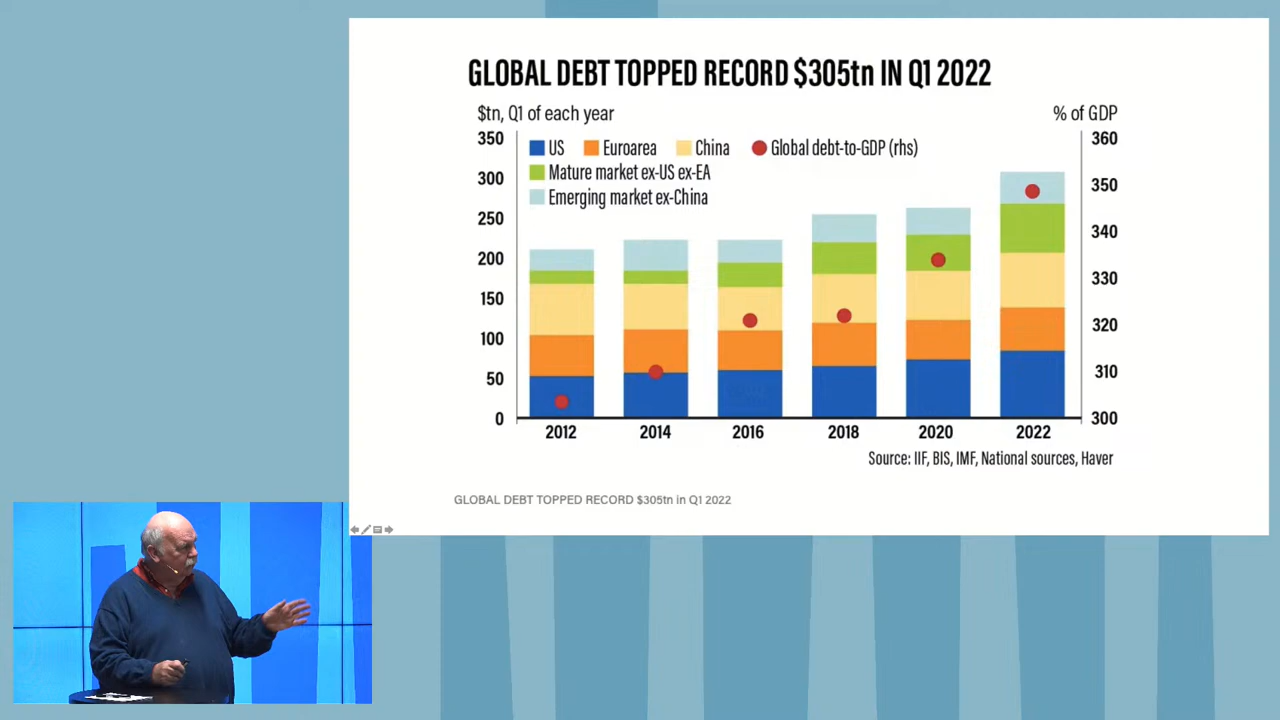 GLOBAL DEBT TOPPED RECORD $305tn IN Q1 2022
$tn, Q1 of each year
% of GDP
350
300
250
200
150
100
50
0
US Euroarea China Global debt-to-GDP (rhs)
Mature market ex-US ex-EA
Emerging market ex-China
360
350
340
330
320
310
300
2012 2014 2016 2018 2020 2022
Source: IIF, BIS, IMF, National sources, Haver
GLOBAL DEBT TOPPED RECORD $305tn in Q1 2022